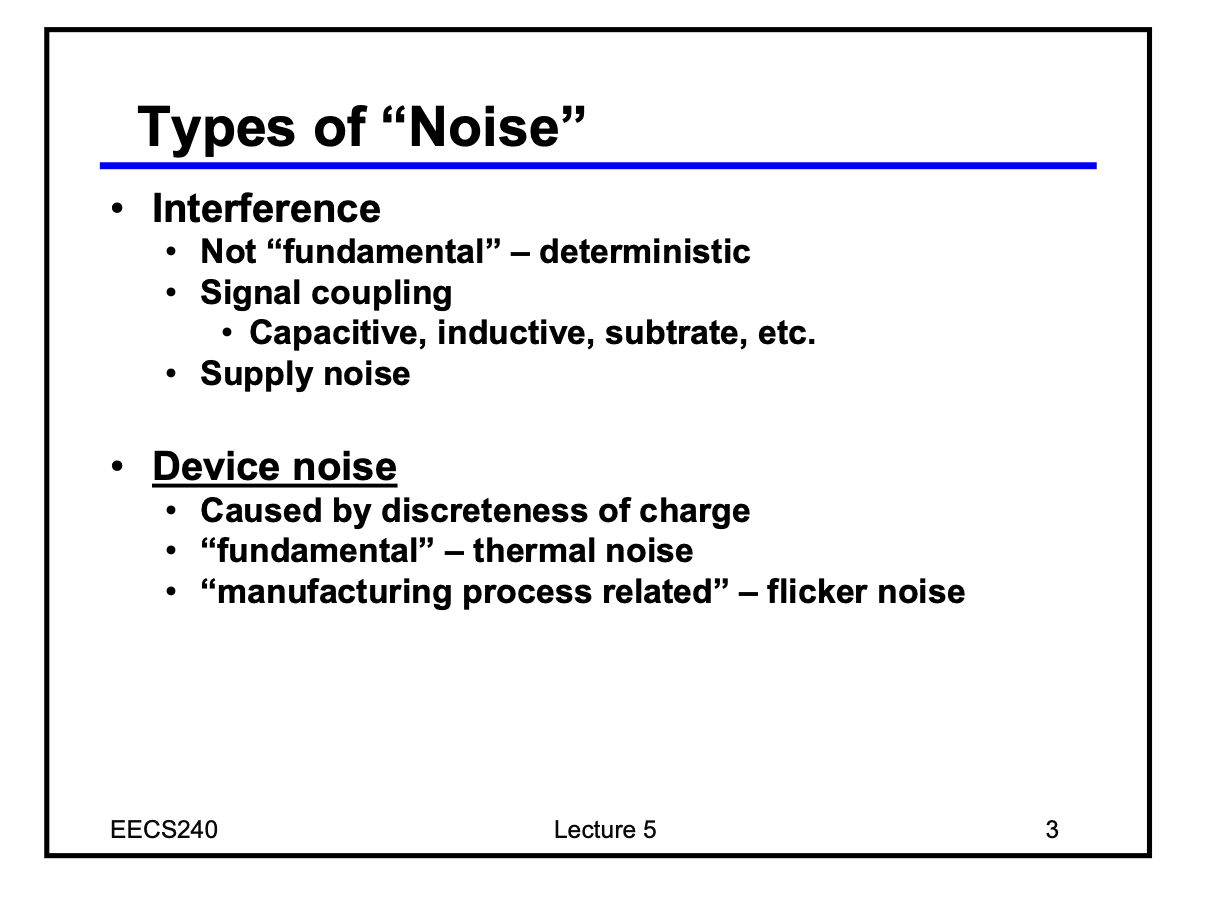 Types of “Noise”
• Interference
• Not “fundamental” – deterministic
• Signal coupling
• Capacitive, inductive, subtrate, etc.
• Supply noise
• Device noise
• Caused by discreteness of charge
• “fundamental” – thermal noise
• “manufacturing process related” – flicker noise
EECS240 Lecture 5 3